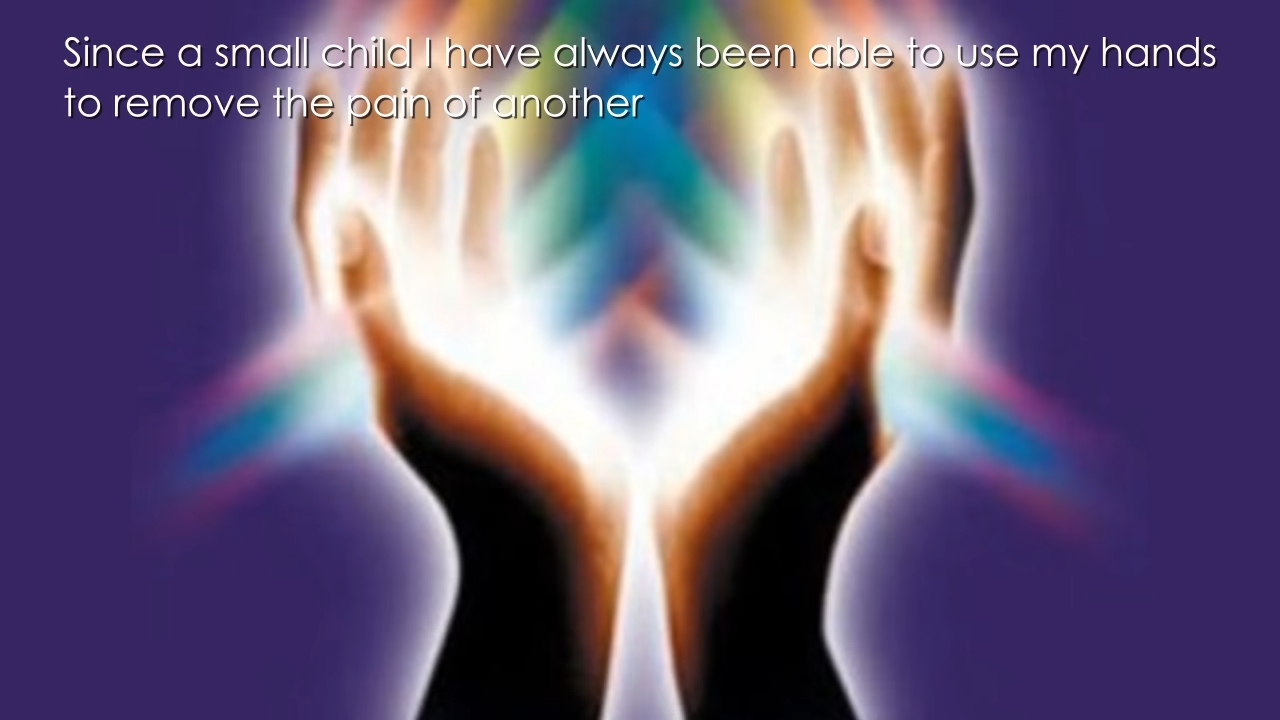 Since a small child I have always been able to use my hands
to remove the pain of another